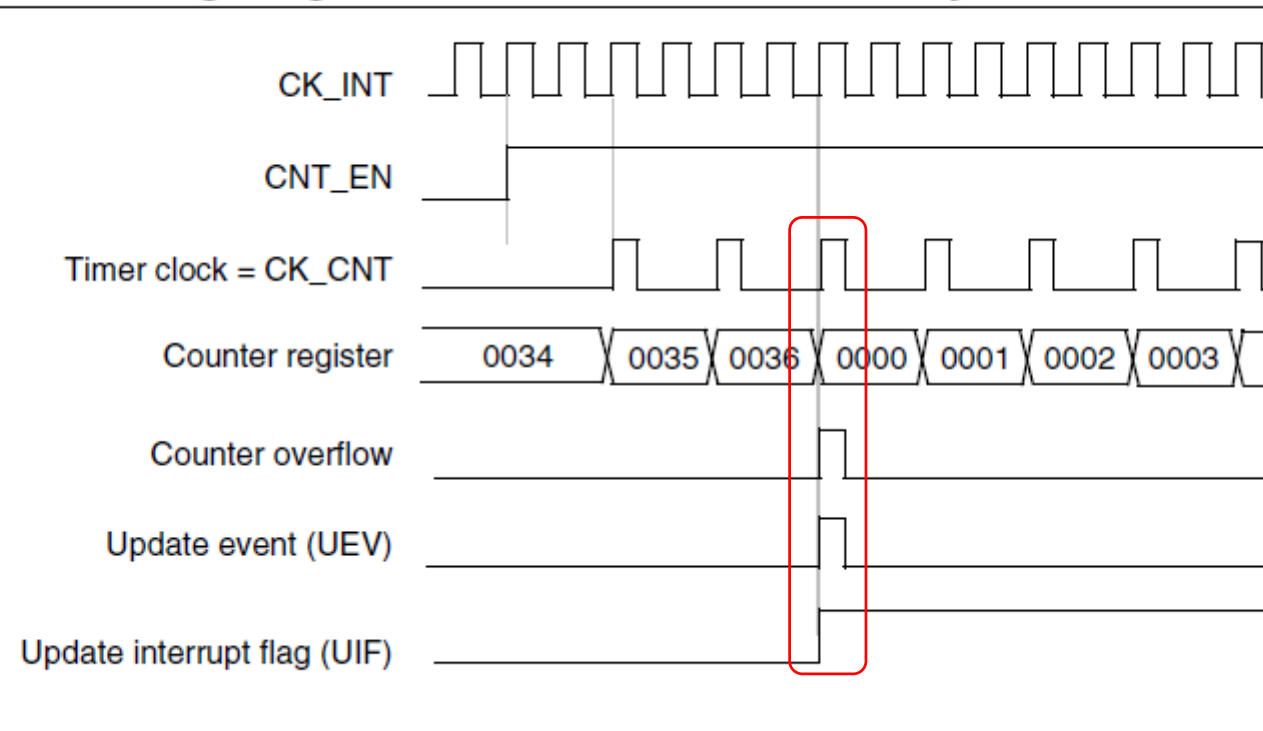 CK_INT
CNT_EN
Timer clock = CK_CNT
Counter register 0034 0035 0036 0000 0001 0002 0003
Counter overflow
Update event (UEV)
Update interrupt flag (UIF)